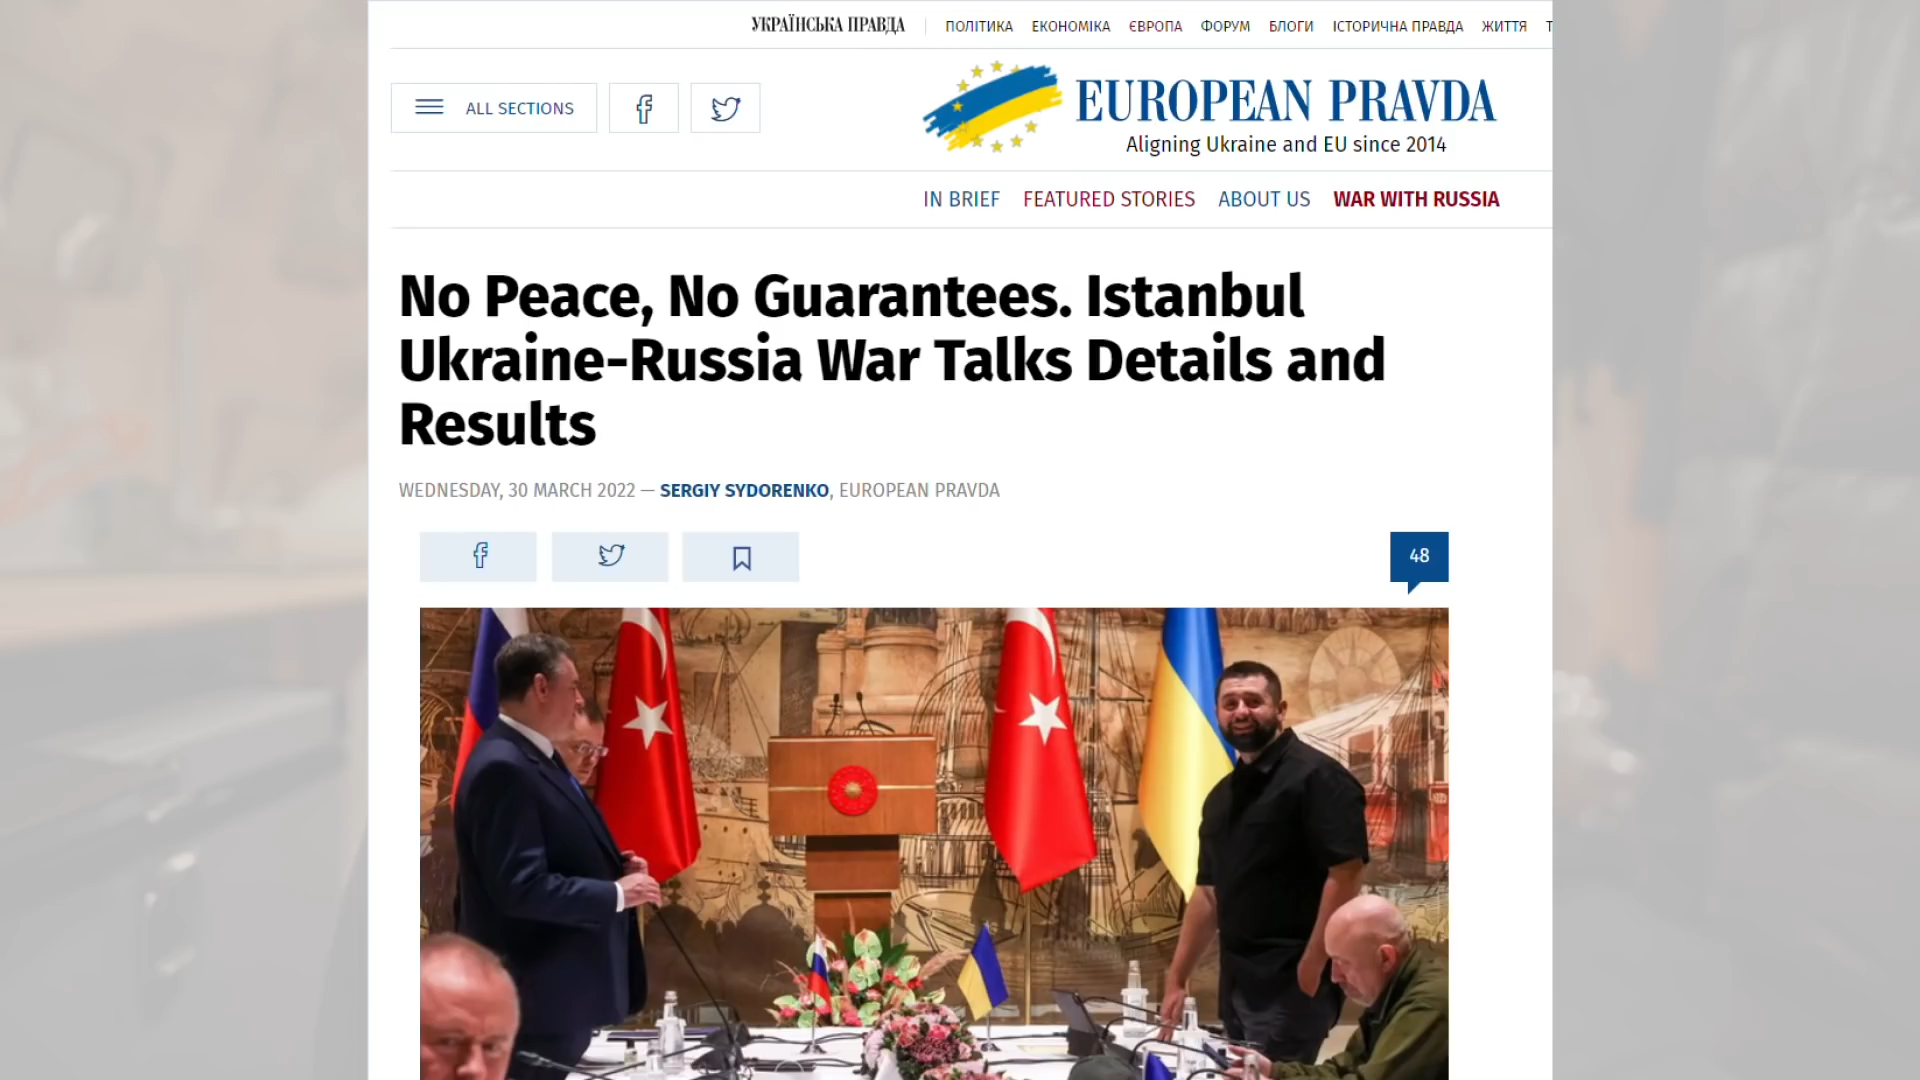 УКРАЇНСЬКА ПРАВДА ПОЛІТИКА ЕКОНОМІКА ЄВРОПА ФОРУМ БЛОГИ ІСТОРИЧНА ПРАВДА ЖИТТЯ Т
ALL SECTIONS
EUROPEAN PRAVDA
Aligning Ukraine and EU since 2014
IN BRIEF FEATURED STORIES ABOUT US WAR WITH RUSSIA
No Peace, No Guarantees. Istanbul
Ukraine-Russia War Talks Details and
Results
WEDNESDAY, 30 MARCH 2022 — SERGIY SYDORENKO, EUROPEAN PRAVDA
48